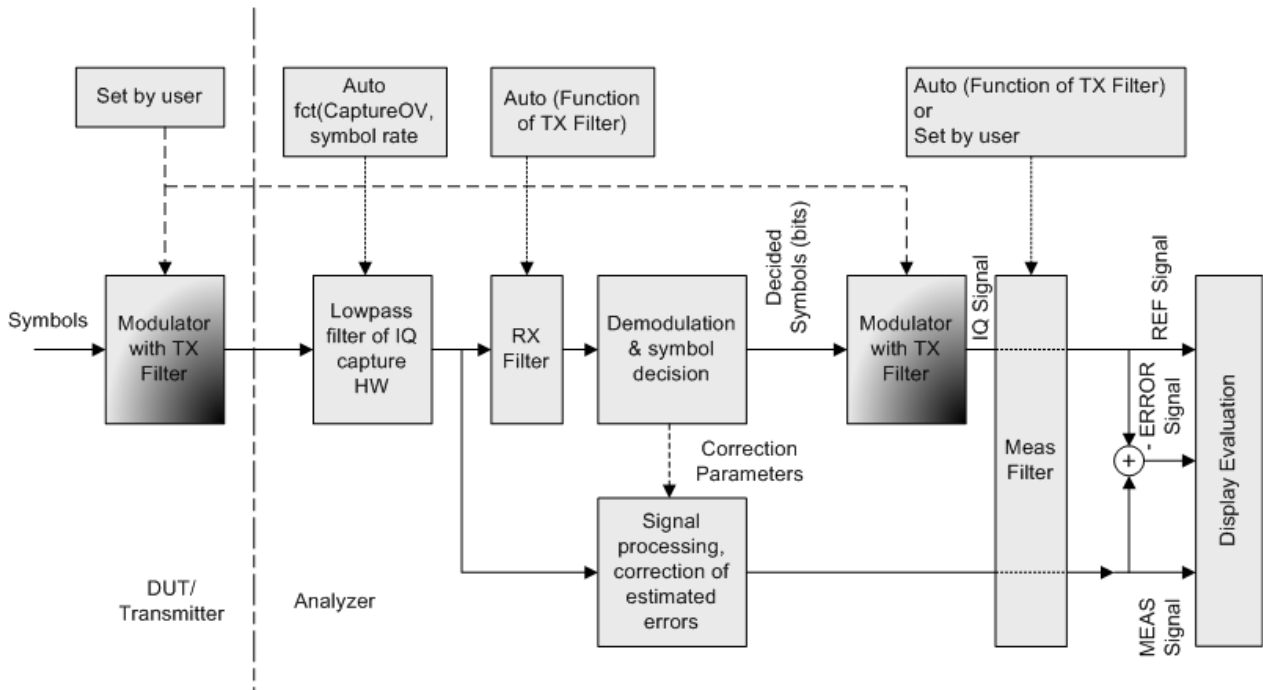 Set by user
Auto
fct(CaptureOV,
symbol rate
Auto (Function
of TX Filter)
Auto (Function of TX Filter)
or
Set by user
Symbols
Modulator
with TX
Filter
Lowpass
filter of IQ
capture
HW
RX
Filter
Demodulation
& symbol
decision
Decided
Symbols (bits)
Modulator
with TX
Filter
IQ Signal
Meas
Filter
REF Signal
- ERROR
Signal
+
MEAS
Signal
Display Evaluation
Correction
Parameters
Signal
processing,
correction of
estimated
errors
DUT/
Transmitter
Analyzer